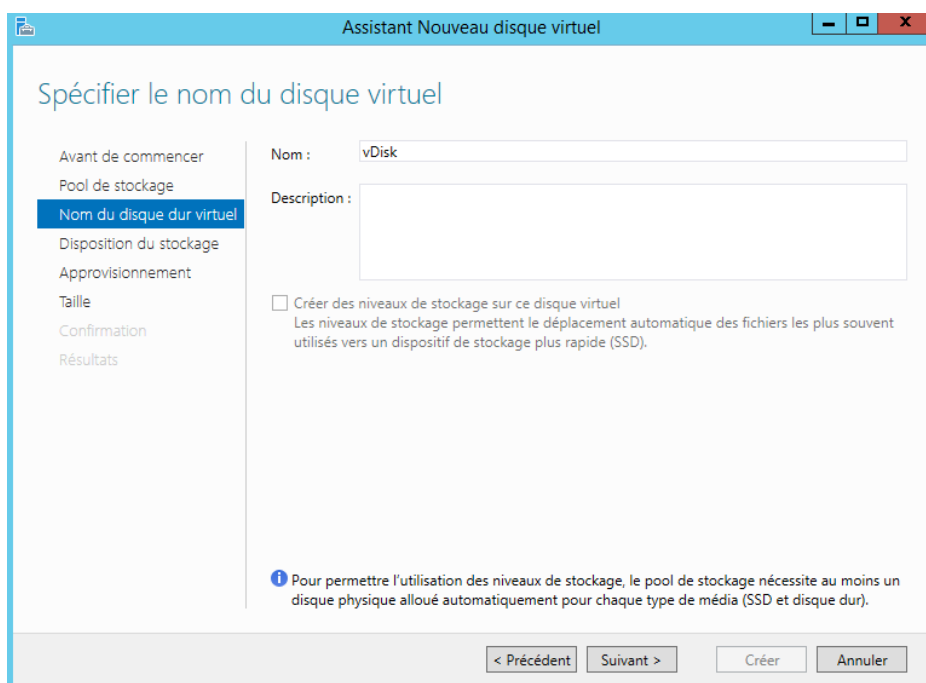 Assistant Nouveau disque virtuel
Spécifier le nom du disque virtuel
Avant de commencer
Pool de stockage
Nom du disque dur virtuel
Disposition du stockage
Approvisionnement
Taille
Confirmation
Résultats
Nom : vDisk
Description :
Créer des niveaux de stockage sur ce disque virtuel
Les niveaux de stockage permettent le déplacement automatique des fichiers les plus souvent
utilisés vers un dispositif de stockage plus rapide (SSD).
Pour permettre l'utilisation des niveaux de stockage, le pool de stockage nécessite au moins un
disque physique alloué automatiquement pour chaque type de média (SSD et disque dur).
< Précédent Suivant > Créer Annuler